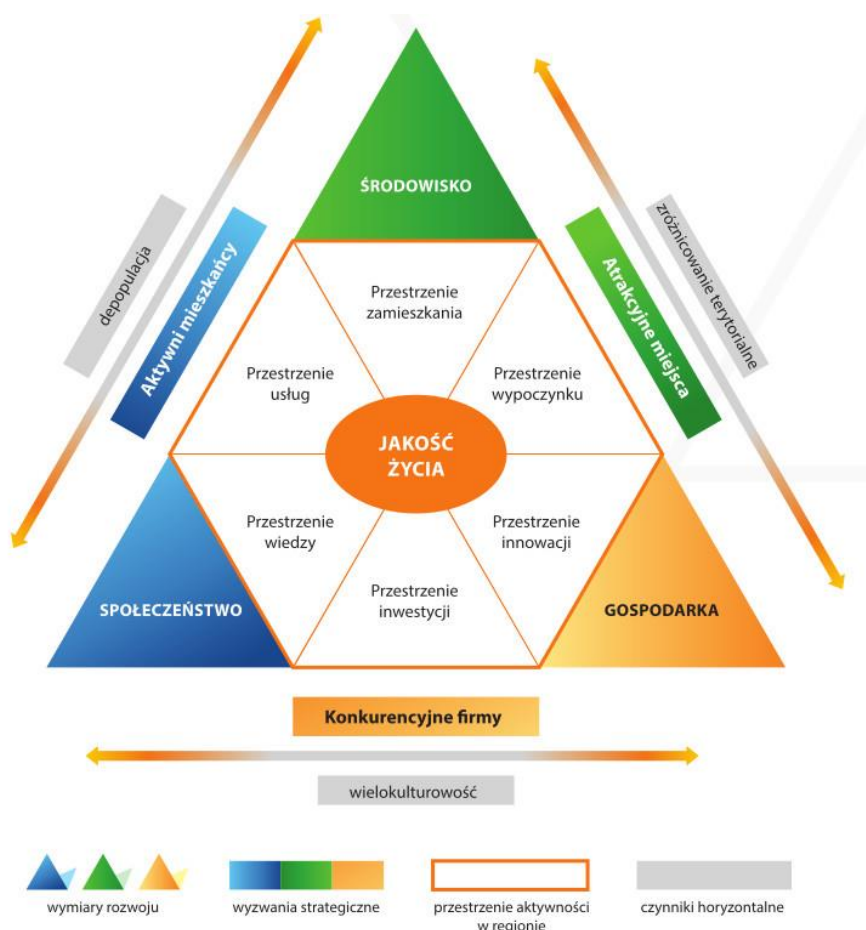 ŚRODOWISKO
depopulacja
Aktywni mieszkańcy
Atrakcyjne miejsca
zróżnicowanie terytorialne
Przestrzenie
zamieszkania
Przestrzenie
usług
Przestrzenie
wypoczynku
JAKOŚĆ
ŻYCIA
Przestrzenie
wiedzy
Przestrzenie
innowacji
Przestrzenie
inwestycji
SPOŁECZEŃSTWO
GOSPODARKA
Konkurencyjne firmy
wielokulturowość
wymiary rozwoju
wyzwania strategiczne
przestrzenie aktywności
w regionie
czynniki horyzontalne